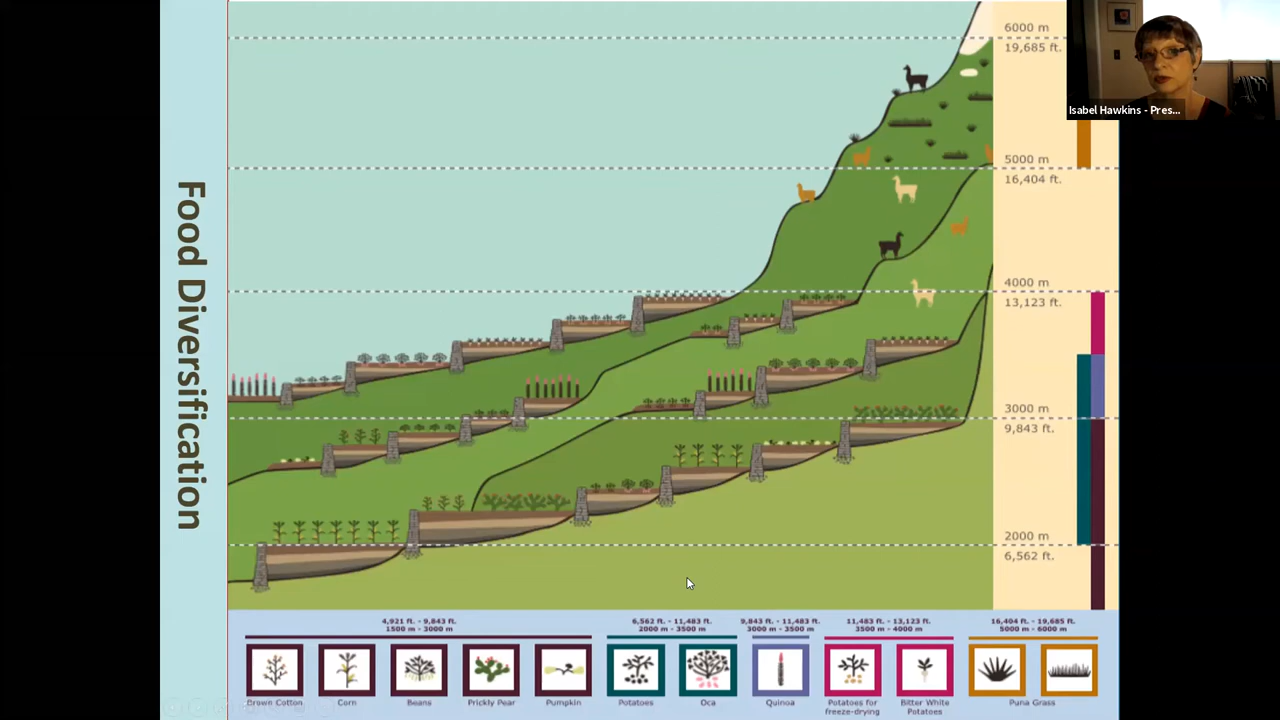 Food Diversification
6000 m
19,685 ft.
5000 m
16,404 ft.
4000 m
13,123 ft.
3000 m
9,843 ft.
2000 m
6,562 ft.
Isabel Hawkins - Pres...
4,921 ft. - 9,843 ft.
1500 m - 3000 m
6,562 ft. - 11,483 ft.
2000 m - 3500 m
9,843 ft. - 11,483 ft.
3000 m - 3500 m
11,483 ft. - 13,123 ft.
3500 m - 4000 m
16,404 ft. - 19,685 ft.
5000 m - 6000 m
Brown Cotton
Corn
Beans
Prickly Pear
Pumpkin
Potatoes
Oca
Quinoa
Potatoes for
freeze-drying
Bitter White
Potatoes
Puna Grass